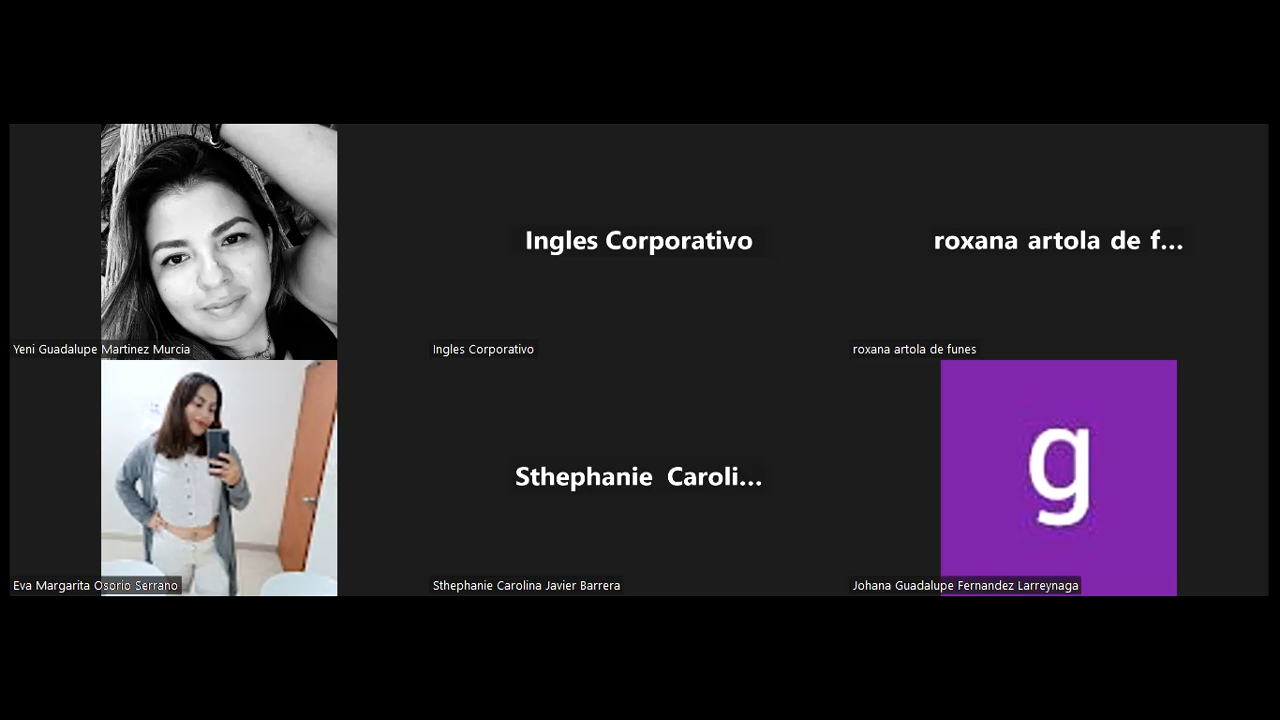 Ingles Corporativo
roxana artola de f...
Yeni Guadalupe Martinez Murcia
Ingles Corporativo
roxana artola de funes
Sthephanie Caroli...
g
Eva Margarita Osorio Serrano
Sthephanie Carolina Javier Barrera
Johana Guadalupe Fernandez Larreynaga